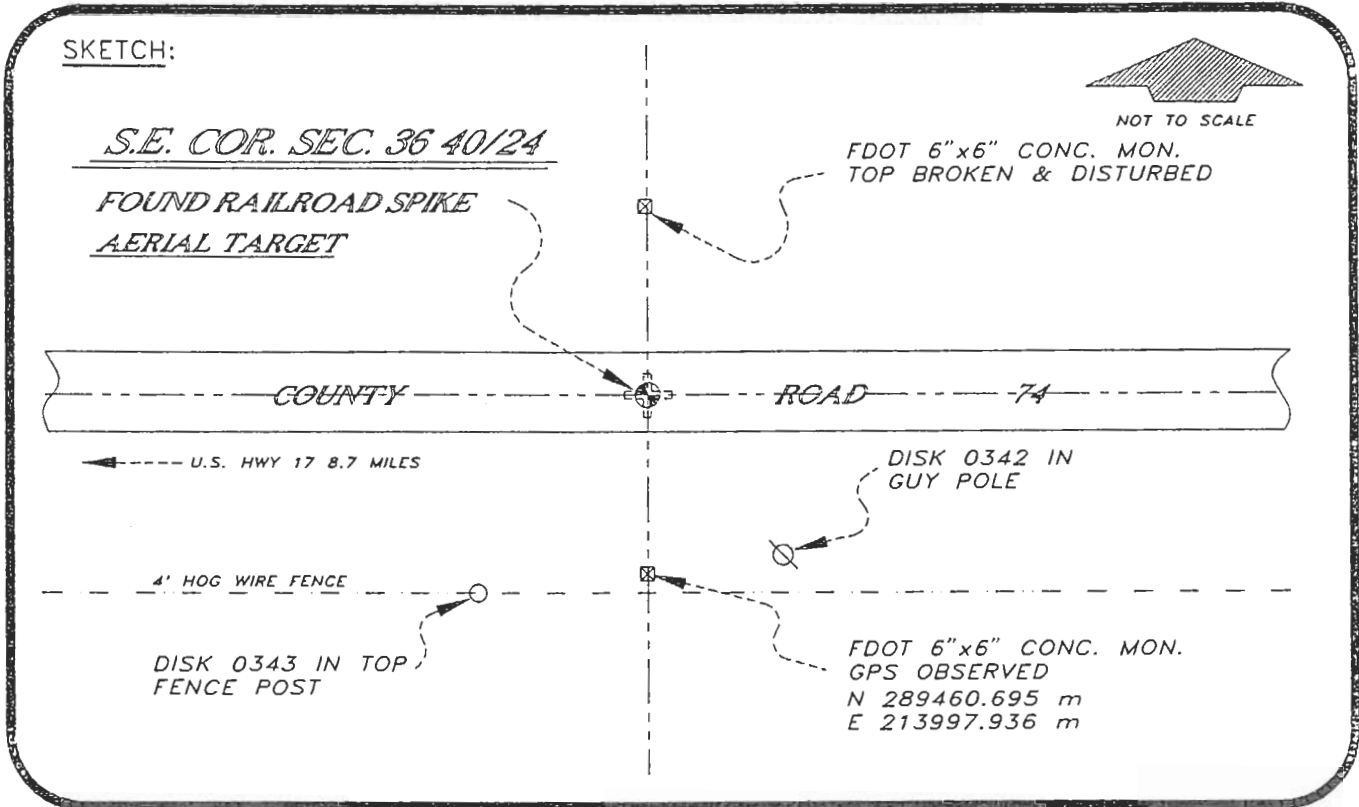 SKETCH:
NOT TO SCALE
S.E. COR. SEC. 36 40/24
FOUND RAILROAD SPIKE
AERIAL TARGET
FDOT 6"x6" CONC. MON.
TOP BROKEN & DISTURBED
COUNTY ROAD 74
U.S. HWY 17 8.7 MILES
DISK 0342 IN
GUY POLE
4' HOG WIRE FENCE
DISK 0343 IN TOP
FENCE POST
FDOT 6"x6" CONC. MON.
GPS OBSERVED
N 289460.695 m
E 213997.936 m